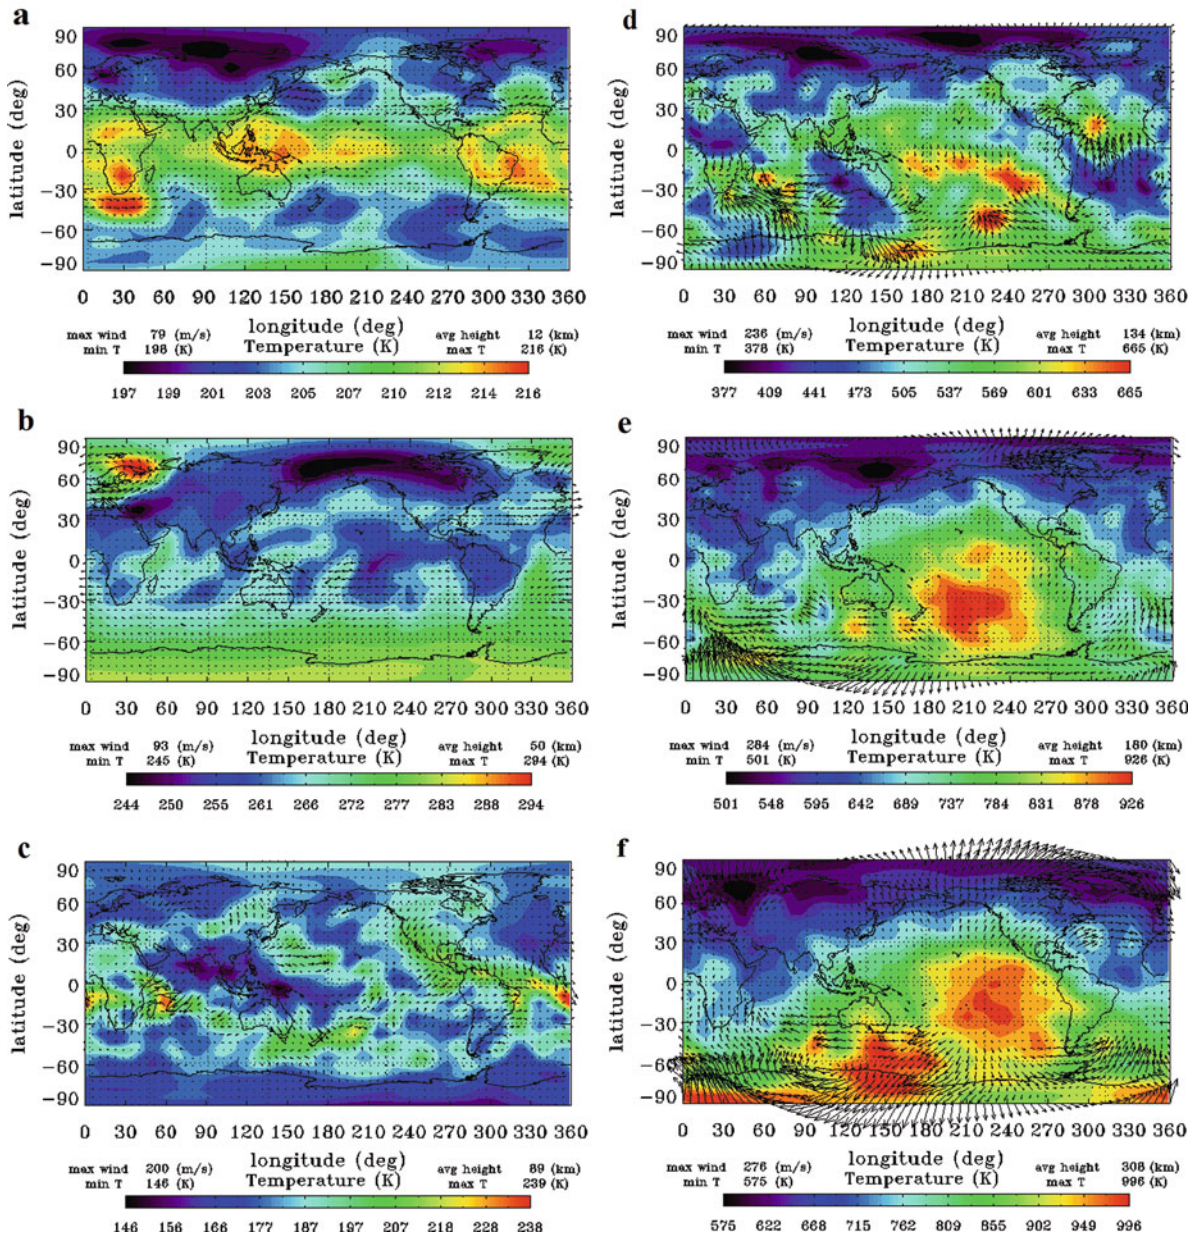 a
90
60
30
0
−30
−60
−90
latitude (deg)
0 30 60 90 120 150 180 210 240 270 300 330 360
longitude (deg)
max wind 79 (m/s) avg height 12 (km)
min T 198 (K) Temperature (K) max T 216 (K)
197 199 201 203 205 207 210 212 214 216
b
90
60
30
0
−30
−60
−90
latitude (deg)
0 30 60 90 120 150 180 210 240 270 300 330 360
longitude (deg)
max wind 93 (m/s) avg height 50 (km)
min T 245 (K) Temperature (K) max T 294 (K)
244 250 255 261 266 272 277 283 288 294
c
90
60
30
0
−30
−60
−90
latitude (deg)
0 30 60 90 120 150 180 210 240 270 300 330 360
longitude (deg)
max wind 200 (m/s) avg height 89 (km)
min T 146 (K) Temperature (K) max T 239 (K)
146 156 166 177 187 197 207 218 228 238
d
90
60
30
0
−30
−60
−90
latitude (deg)
0 30 60 90 120 150 180 210 240 270 300 330 360
longitude (deg)
max wind 236 (m/s) avg height 134 (km)
min T 378 (K) Temperature (K) max T 665 (K)
377 409 441 473 505 537 569 601 633 665
e
90
60
30
0
−30
−60
−90
latitude (deg)
0 30 60 90 120 150 180 210 240 270 300 330 360
longitude (deg)
max wind 284 (m/s) avg height 180 (km)
min T 501 (K) Temperature (K) max T 926 (K)
501 548 595 642 689 737 784 831 878 926
f
90
60
30
0
−30
−60
−90
latitude (deg)
0 30 60 90 120 150 180 210 240 270 300 330 360
longitude (deg)
max wind 276 (m/s) avg height 308 (km)
min T 575 (K) Temperature (K) max T 996 (K)
575 622 668 715 762 809 855 902 949 996